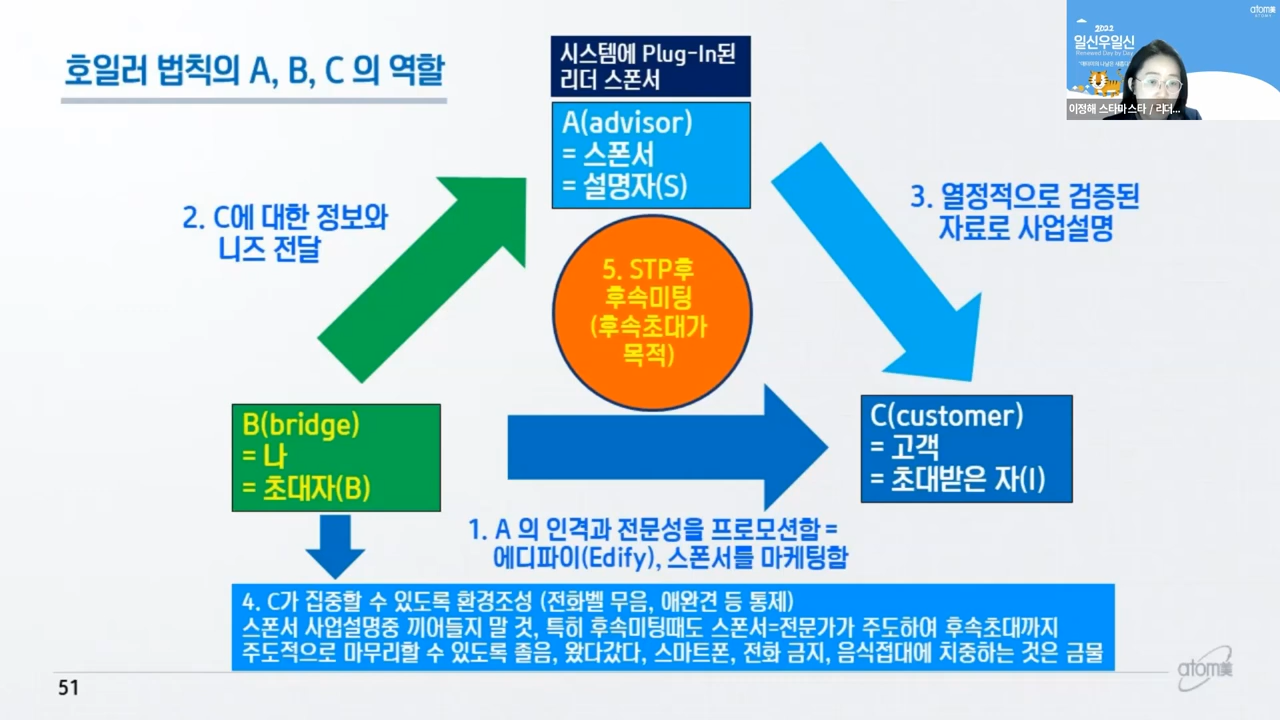 호일러 법칙의 A, B, C 의 역할
시스템에 Plug-In된
리더 스폰서
A(advisor)
= 스폰서
= 설명자(S)
2. C에 대한 정보와
니즈 전달
3. 열정적으로 검증된
자료로 사업설명
5. STP후
후속미팅
(후속초대가
목적)
B(bridge)
= 나
= 초대자(B)
C(customer)
= 고객
= 초대받은 자(I)
1. A 의 인격과 전문성을 프로모션함 =
에디파이(Edify), 스폰서를 마케팅함
4. C가 집중할 수 있도록 환경조성 (전화벨 무음, 애완견 등 통제)
스폰서 사업설명중 끼어들지 말 것, 특히 후속미팅때도 스폰서=전문가가 주도하여 후속초대까지
주도적으로 마무리할 수 있도록 졸음, 왔다갔다, 스마트폰, 전화 금지, 음식접대에 치중하는 것은 금물
51
atom美
atom美
2022
일신우일신
Renewed Day by Day
이정해 스타마스타 / 리더...